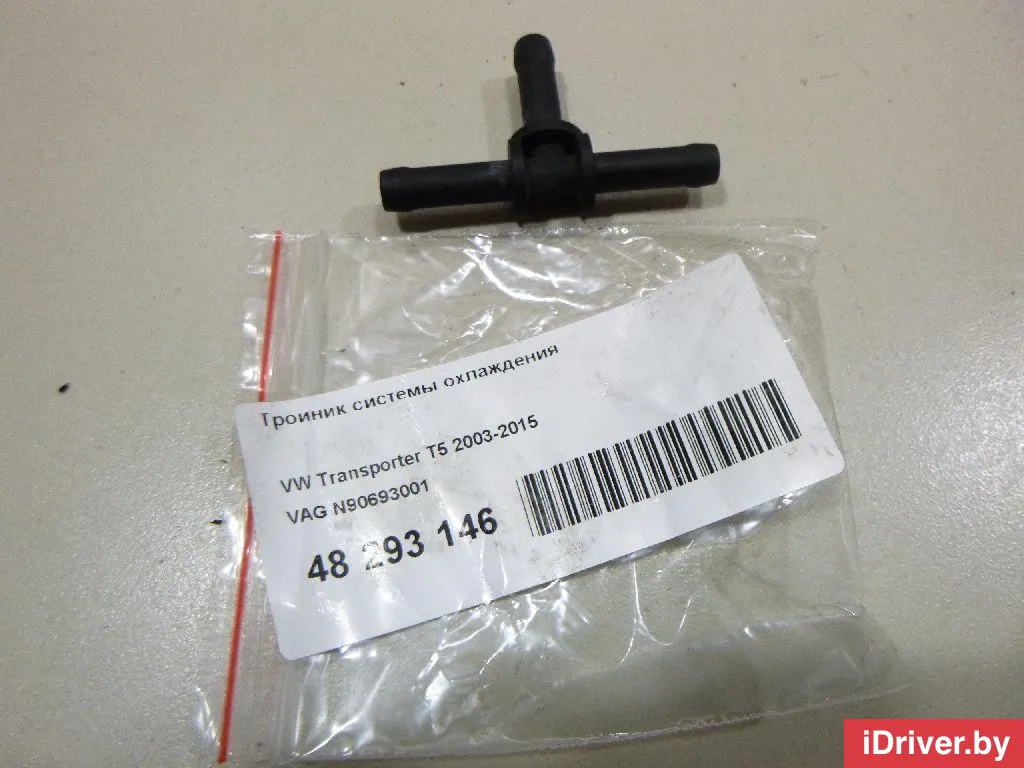 Тройник системы охлаждения
VW Transporter T5 2003-2015
VAG N90693001
48 293 146
iDriver.by